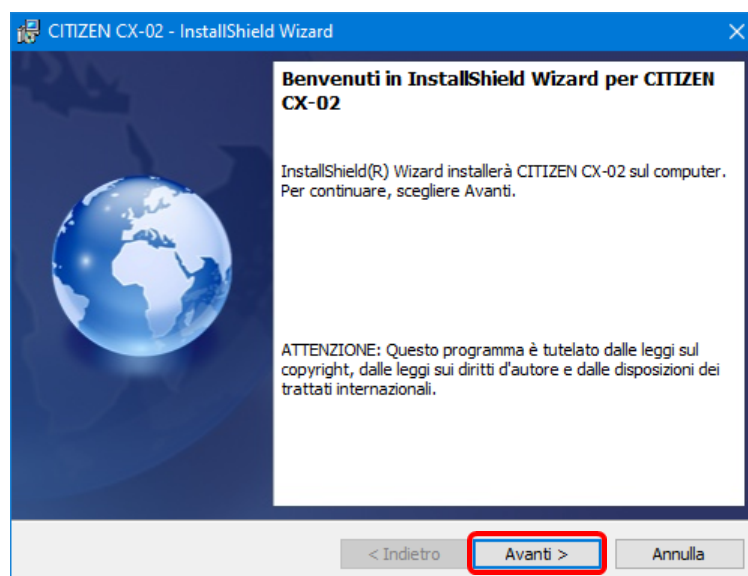 CITIZEN CX-02 - InstallShield Wizard
Benvenuti in InstallShield Wizard per CITIZEN
CX-02
InstallShield(R) Wizard installerà CITIZEN CX-02 sul computer.
Per continuare, scegliere Avanti.
ATTENZIONE: Questo programma è tutelato dalle leggi sul
copyright, dalle leggi sui diritti d'autore e dalle disposizioni dei
trattati internazionali.
< Indietro Avanti > Annulla